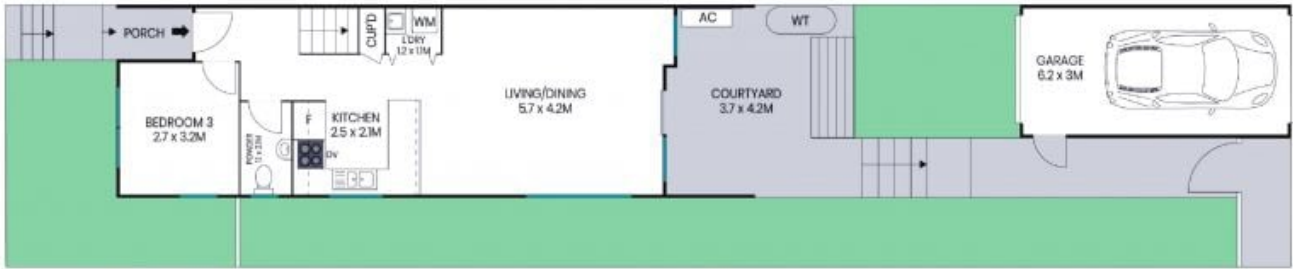 PORCH
CUP'D
WM
L'DRY
1.2 x 1.1M
AC
WT
GARAGE
6.2 x 3M
LIVING/DINING
5.7 x 4.2M
COURTYARD
3.7 x 4.2M
BEDROOM 3
2.7 x 3.2M
F
KITCHEN
2.5 x 2.1M
POWDER
OV